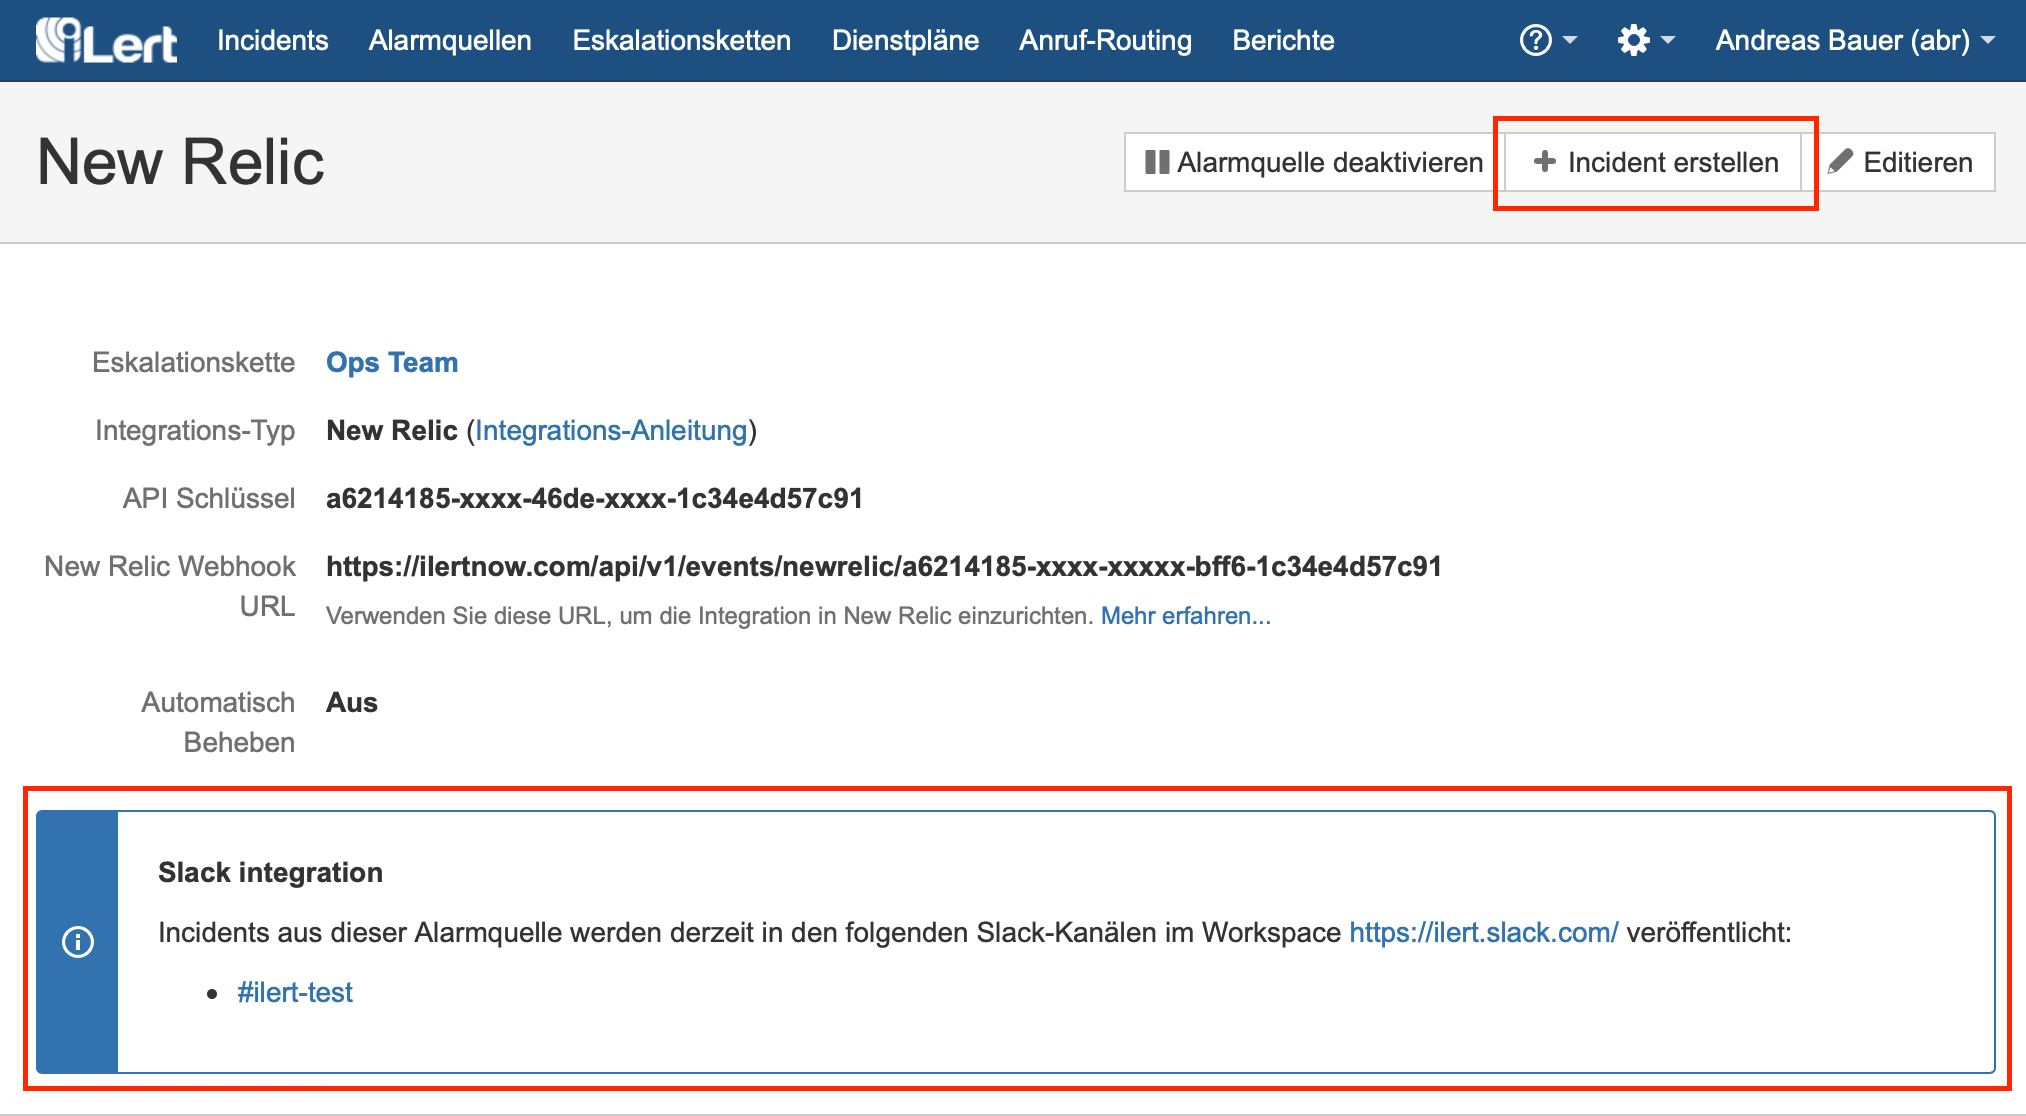 iLert Incidents Alarmquellen Eskalationsketten Dienstpläne Anruf-Routing Berichte Andreas Bauer (abr)
New Relic Alarmquelle deaktivieren Incident erstellen Editieren
Eskalationskette Ops Team
Integrations-Typ New Relic (Integrations-Anleitung)
API Schlüssel a6214185-xxxx-46de-xxxx-1c34e4d57c91
New Relic Webhook https://ilertnow.com/api/v1/events/newrelic/a6214185-xxxx-xxxxx-bff6-1c34e4d57c91
URL Verwenden Sie diese URL, um die Integration in New Relic einzurichten. Mehr erfahren...
Automatisch Aus
Beheben
Slack integration
Incidents aus dieser Alarmquelle werden derzeit in den folgenden Slack-Kanälen im Workspace https://ilert.slack.com/ veröffentlicht:
• #ilert-test